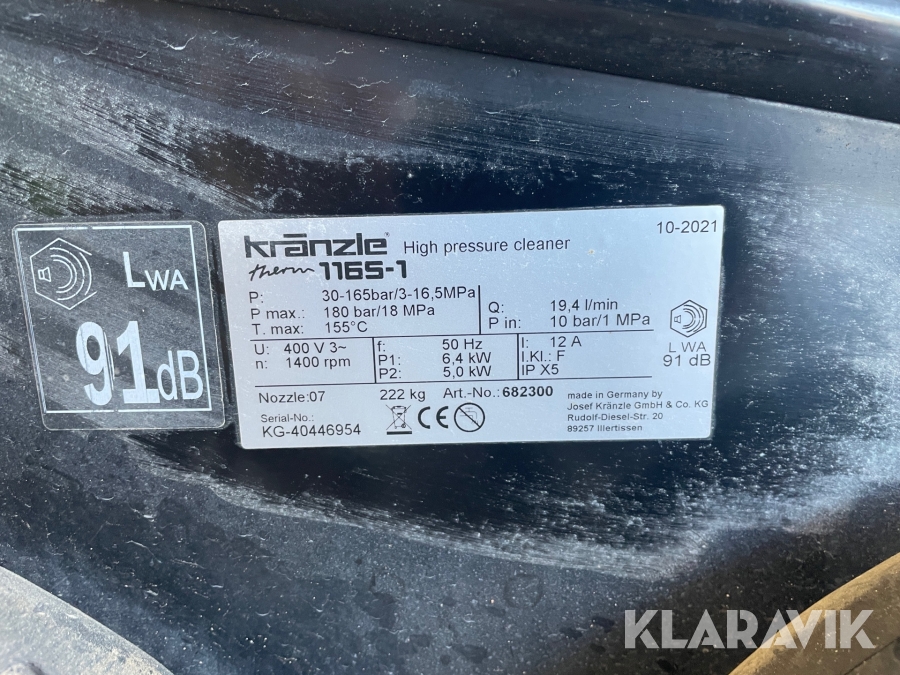 LWA
91dB
Kränzle® High pressure cleaner 10-2021
therm 1165-1
P: 30-165bar/3-16,5MPa
P max.: 180 bar/18 MPa
T. max: 155°C
Q: 19,4 l/min
P in: 10 bar/1 MPa
U: 400 V 3~
n: 1400 rpm
f: 50 Hz
P1: 6,4 kW
P2: 5,0 kW
I: 12 A
I.Kl.: F
IP X5
LWA
91 dB
Nozzle:07 222 kg Art.-No.:682300
Serial-No.:
KG-40446954
CE
made in Germany by
Josef Kränzle GmbH & Co. KG
Rudolf-Diesel-Str. 20
89257 Illertissen
KLARAVIK